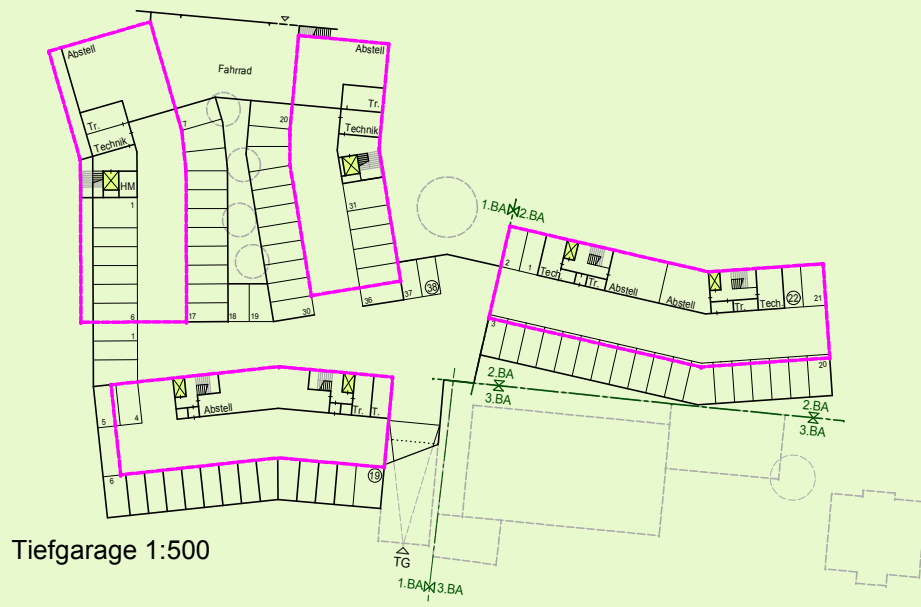 Abstell
Abstell
Fahrrad
Tr.
Tr.
7
20
Technik
Technik
HM
1
31
1.BA 2.BA
2
1
Tech.
Tr.
Abstell
Abstell
Tr.
Tech.
22
21
36
37
38
6
17
18
19
30
3
1
20
2.BA
3.BA
2.BA
3.BA
5
4
Abstell
Tr.
T.
6
19
Tiefgarage 1:500
TG
1.BA 3.BA